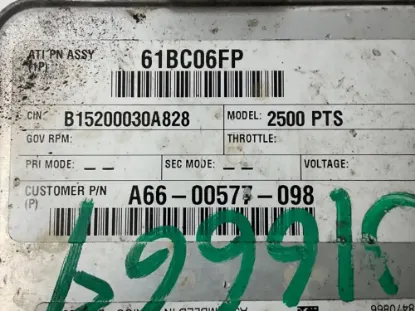 ATI PN ASSY 61BC06FP
(1P)
CIN: B15200030A828 MODEL: 2500 PTS
GOV RPM: THROTTLE:
PRI MODE: _ _ SEC MODE: _ _ VOLTAGE:
CUSTOMER P/N A66-00577-098
(P)
8470866